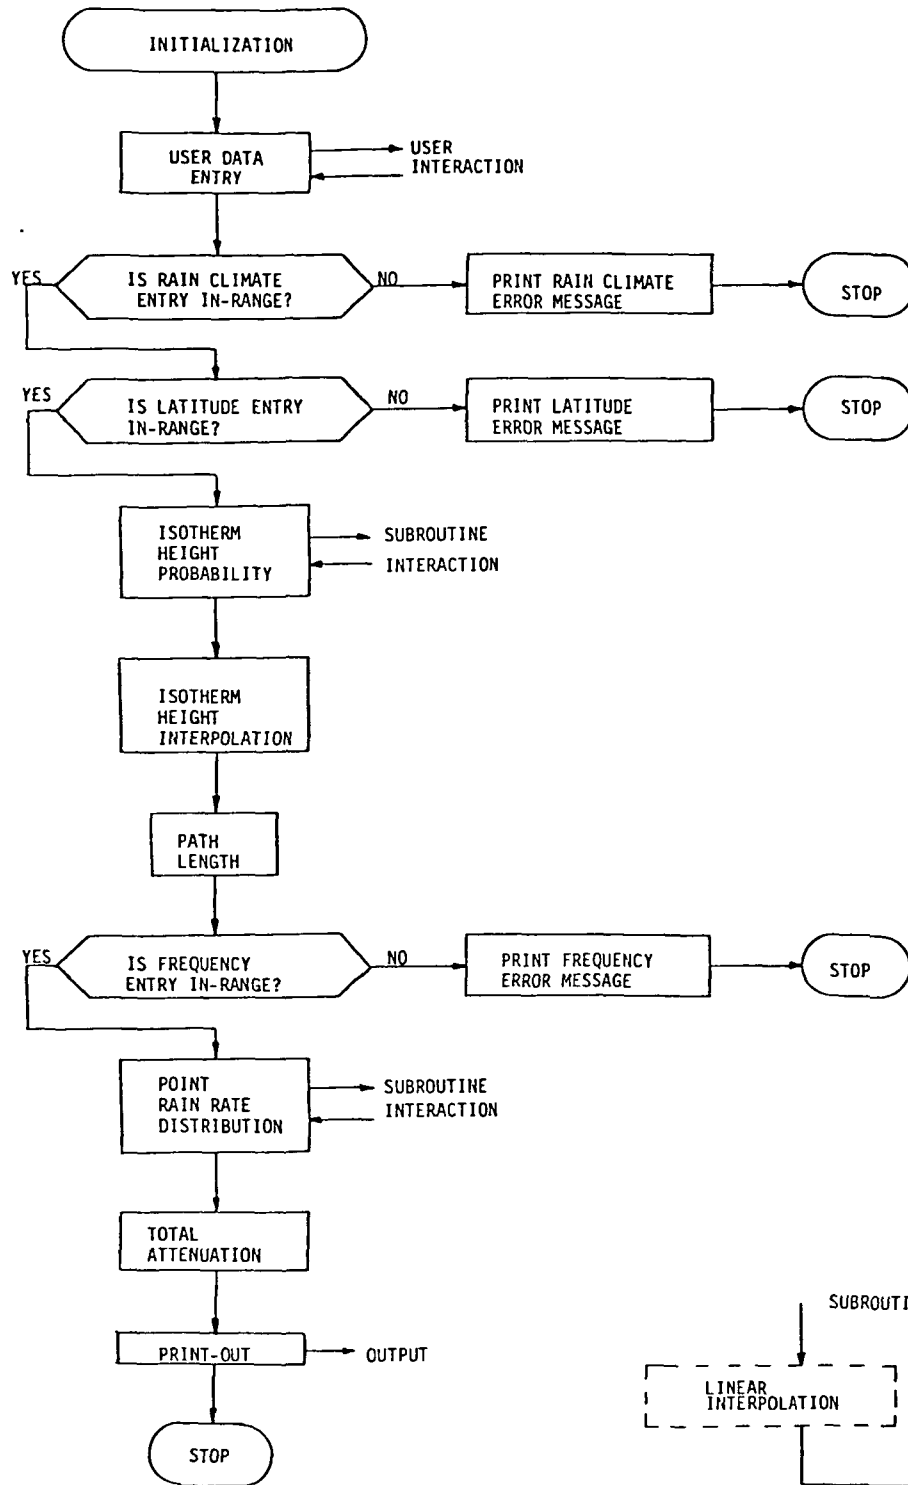 INITIALIZATION
USER DATA
ENTRY
USER
INTERACTION
YES
IS RAIN CLIMATE
ENTRY IN-RANGE?
NO
PRINT RAIN CLIMATE
ERROR MESSAGE
STOP
YES
IS LATITUDE ENTRY
IN-RANGE?
NO
PRINT LATITUDE
ERROR MESSAGE
STOP
ISOTHERM
HEIGHT
PROBABILITY
SUBROUTINE
INTERACTION
ISOTHERM
HEIGHT
INTERPOLATION
PATH
LENGTH
YES
IS FREQUENCY
ENTRY IN-RANGE?
NO
PRINT FREQUENCY
ERROR MESSAGE
STOP
POINT
RAIN RATE
DISTRIBUTION
SUBROUTINE
INTERACTION
TOTAL
ATTENUATION
PRINT-OUT
OUTPUT
STOP
SUBROUTI
LINEAR
INTERPOLATION